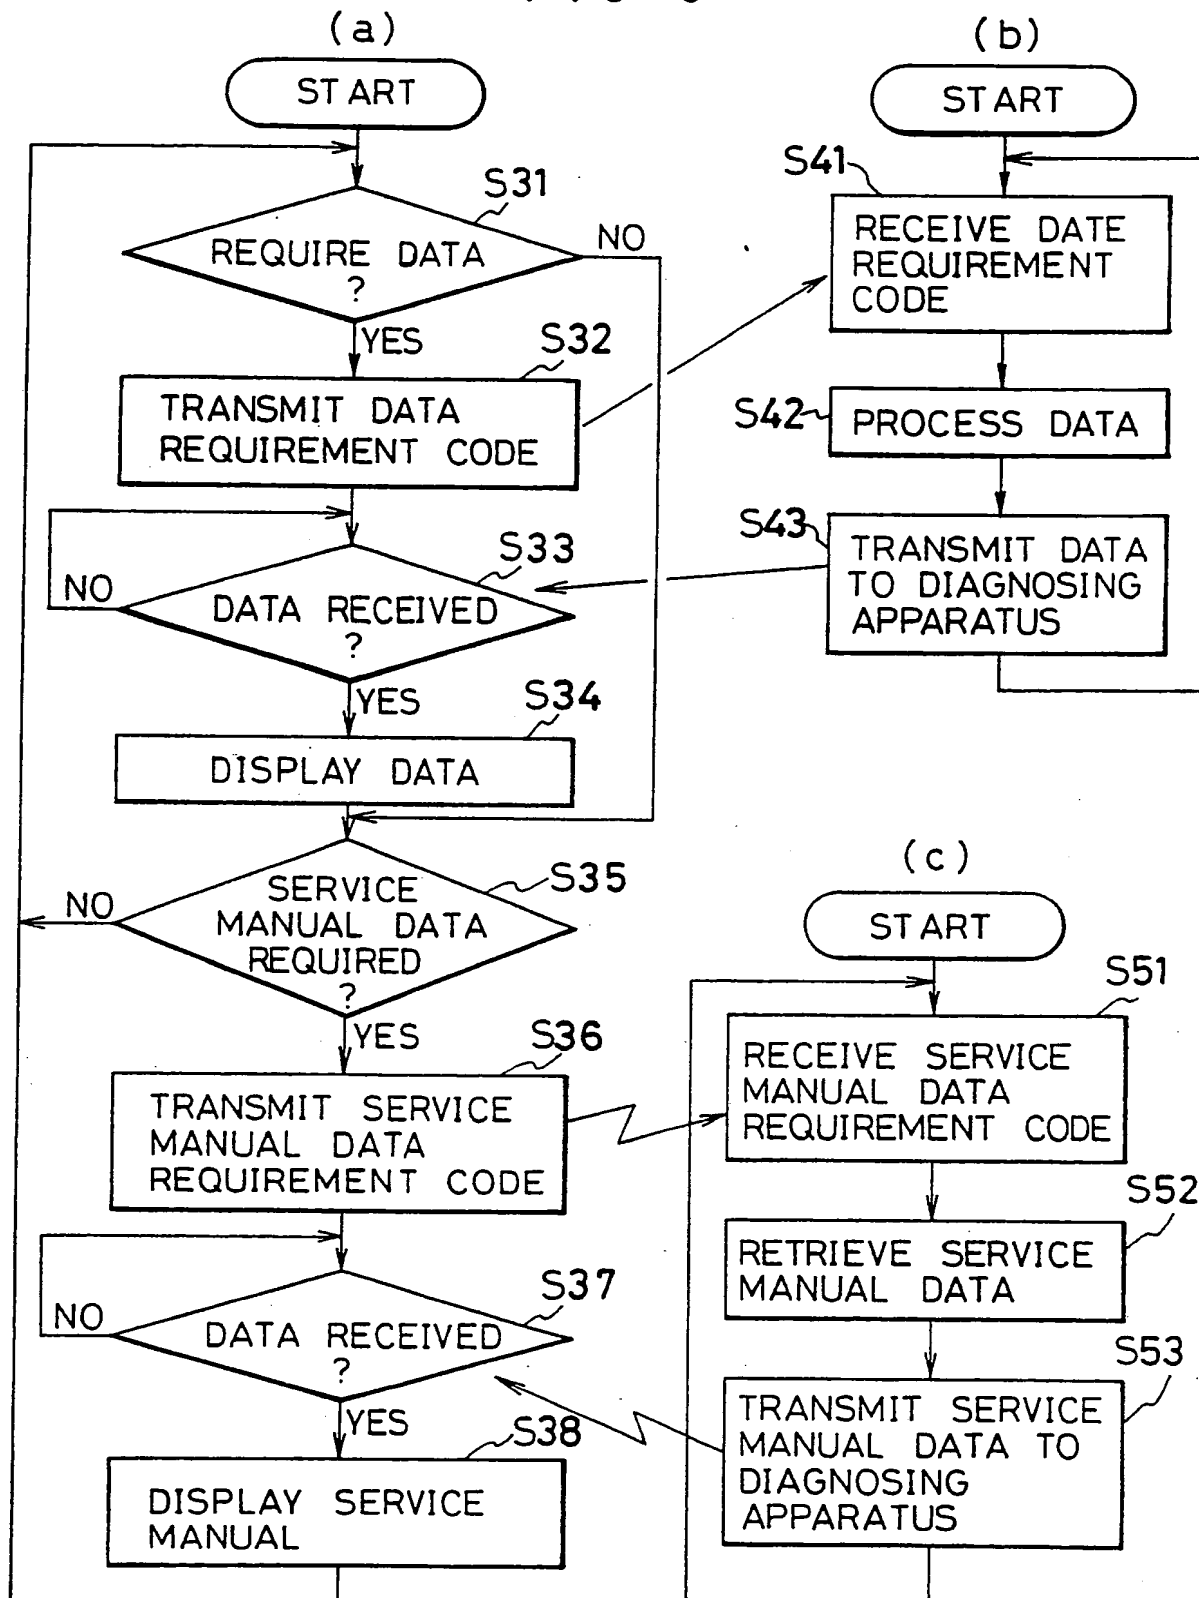 (a)
START
S31
REQUIRE DATA
?
NO
YES
S32
TRANSMIT DATA
REQUIREMENT CODE
S33
NO
DATA RECEIVED
?
YES
S34
DISPLAY DATA
S35
NO
SERVICE
MANUAL DATA
REQUIRED
?
YES
S36
TRANSMIT SERVICE
MANUAL DATA
REQUIREMENT CODE
S37
NO
DATA RECEIVED
?
YES
S38
DISPLAY SERVICE
MANUAL
(b)
START
S41
RECEIVE DATE
REQUIREMENT
CODE
S42
PROCESS DATA
S43
TRANSMIT DATA
TO DIAGNOSING
APPARATUS
(c)
START
S51
RECEIVE SERVICE
MANUAL DATA
REQUIREMENT CODE
S52
RETRIEVE SERVICE
MANUAL DATA
S53
TRANSMIT SERVICE
MANUAL DATA TO
DIAGNOSING
APPARATUS